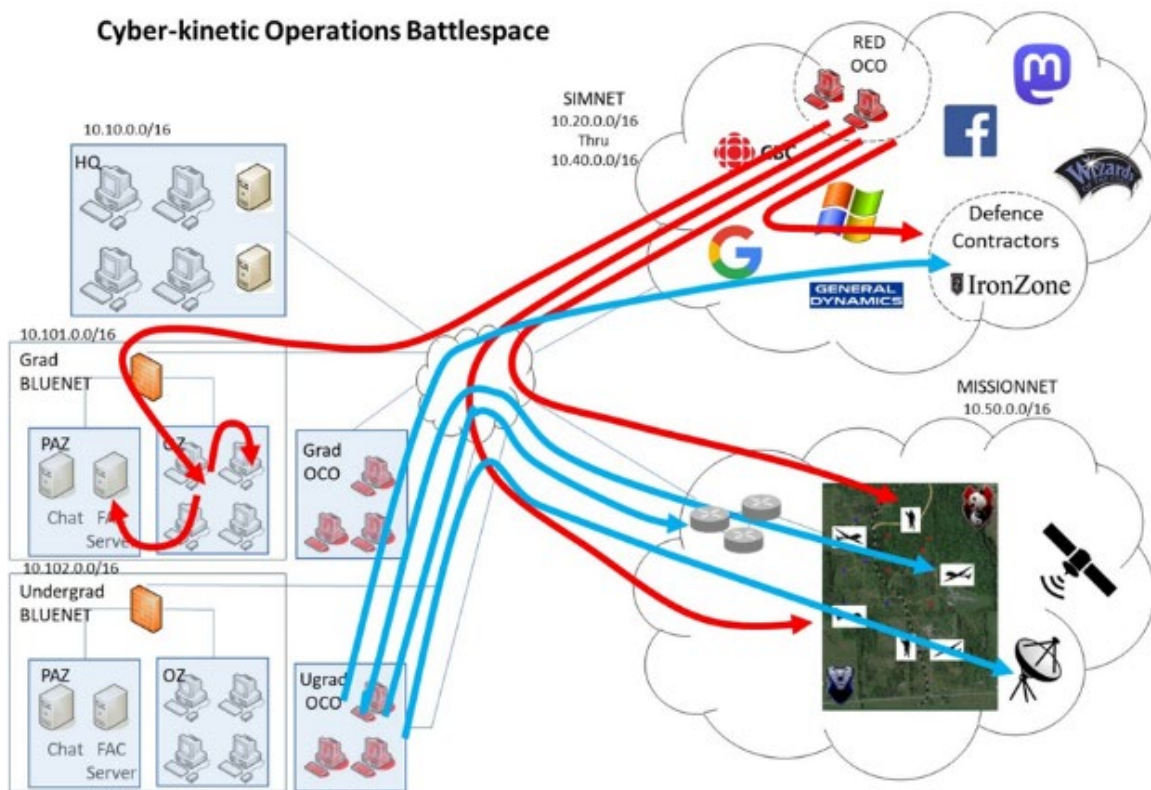 Cyber-kinetic Operations Battlespace
RED
OCO
SIMNET
10.20.0.0/16
Thru
10.40.0.0/16
CBC
10.10.0.0/16
HQ
Wizards
Defence
Contractors
IronZone
GENERAL
DYNAMICS
10.101.0.0/16
Grad
BLUENET
PAZ
OZ
Chat
Server
Grad
OCO
MISSIONNET
10.50.0.0/16
10.102.0.0/16
Undergrad
BLUENET
PAZ
OZ
Chat
FAC
Server
Ugrad
OCO